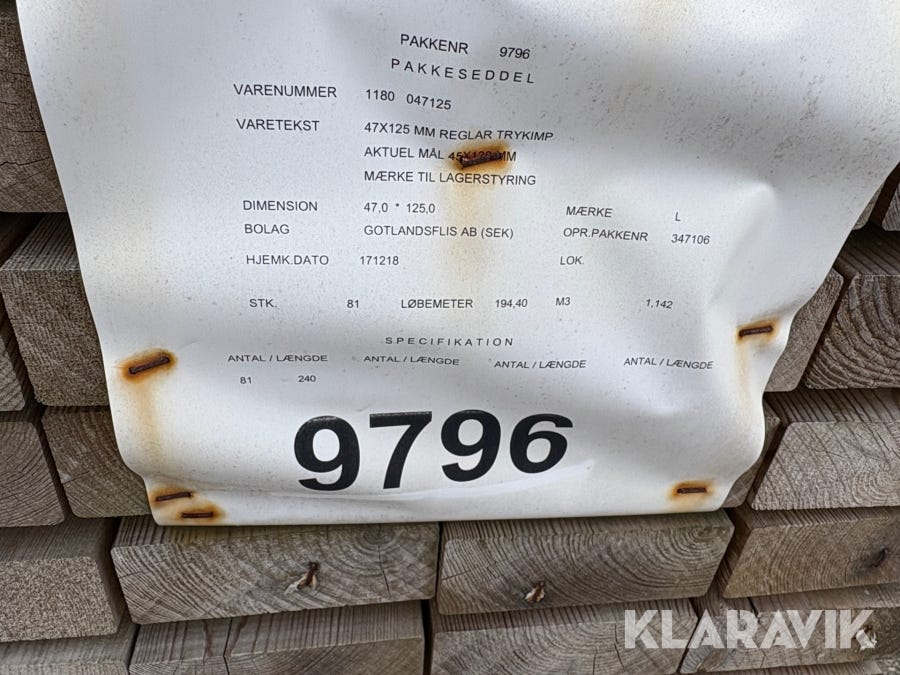 PAKKENR 9796
PAKKESEDDEL
VARENUMMER 1180 047125
VARETEKST 47X125 MM REGLAR TRYKIMP
AKTUEL MÅL 45X120 MM
MÆRKE TIL LAGERSTYRING
DIMENSION 47,0 * 125,0 MÆRKE L
BOLAG GOTLANDSFLIS AB (SEK) OPR.PAKKENR 347106
HJEMK.DATO 171218 LOK.
STK. 81 LØBEMETER 194,40 M3 1,142
SPECIFIKATION
ANTAL / LÆNGDE ANTAL / LÆNGDE ANTAL / LÆNGDE ANTAL / LÆNGDE
81 240
9796
KLARAVIK